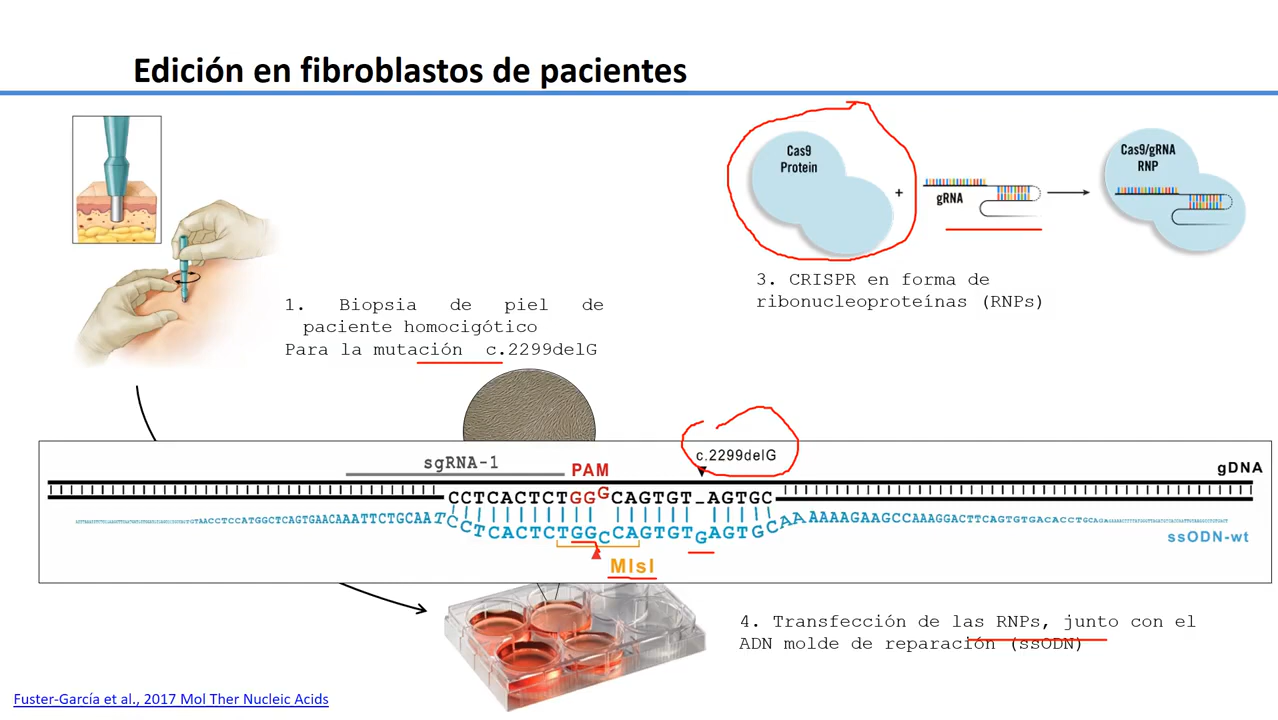 Edición en fibroblastos de pacientes
Cas9
Protein
+
gRNA
Cas9/gRNA
RNP
3. CRISPR en forma de
ribonucleoproteínas (RNPs)
1. Biopsia de piel de
paciente homocigótico
Para la mutación c.2299delG
sgRNA-1
PAM
c.2299delG
gDNA
CCTCACTCTGGGCAGTGT_AGTGC
CCTCACTCTGGCCAGTGTGAGTGC
AAAAGAAGCCAAAGGACTTCAGTGTGACACCTGCAG
ssODN-wt
MlsI
4. Transfección de las RNPs, junto con el
ADN molde de reparación (ssODN)
Fuster-García et al., 2017 Mol Ther Nucleic Acids